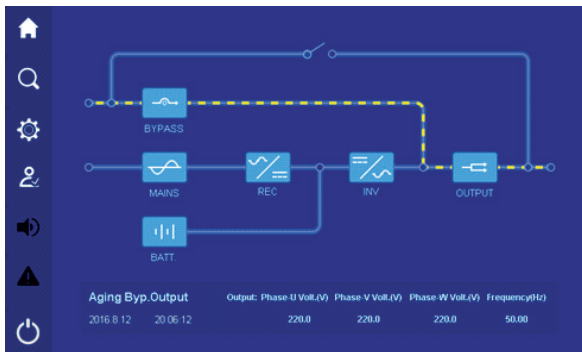 BYPASS
MAINS
REC
INV
OUTPUT
BATT.
Aging Byp.Output
Output: Phase-U Volt.(V) Phase-V Volt.(V) Phase-W Volt.(V) Frequency(Hz)
2016.8.12 20:06:12 220.0 220.0 220.0 50.00